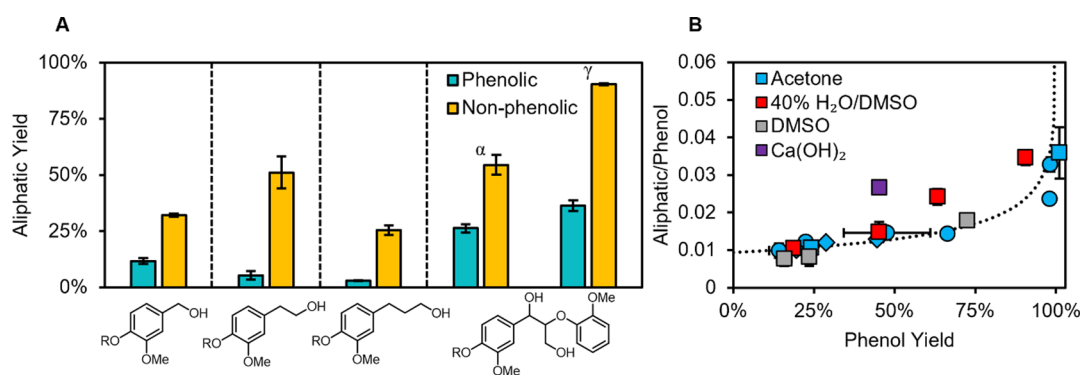 A
B
100%
75%
50%
25%
0%
Aliphatic Yield
Phenolic
Non-phenolic
α
γ
OH
RO
OMe
OH
RO
OMe
OH
RO
OMe
OH
OMe
O
OH
RO
OMe
0.06
0.05
0.04
0.03
0.02
0.01
0
Aliphatic/Phenol
Acetone
40% H₂O/DMSO
DMSO
Ca(OH)₂
0% 25% 50% 75% 100%
Phenol Yield